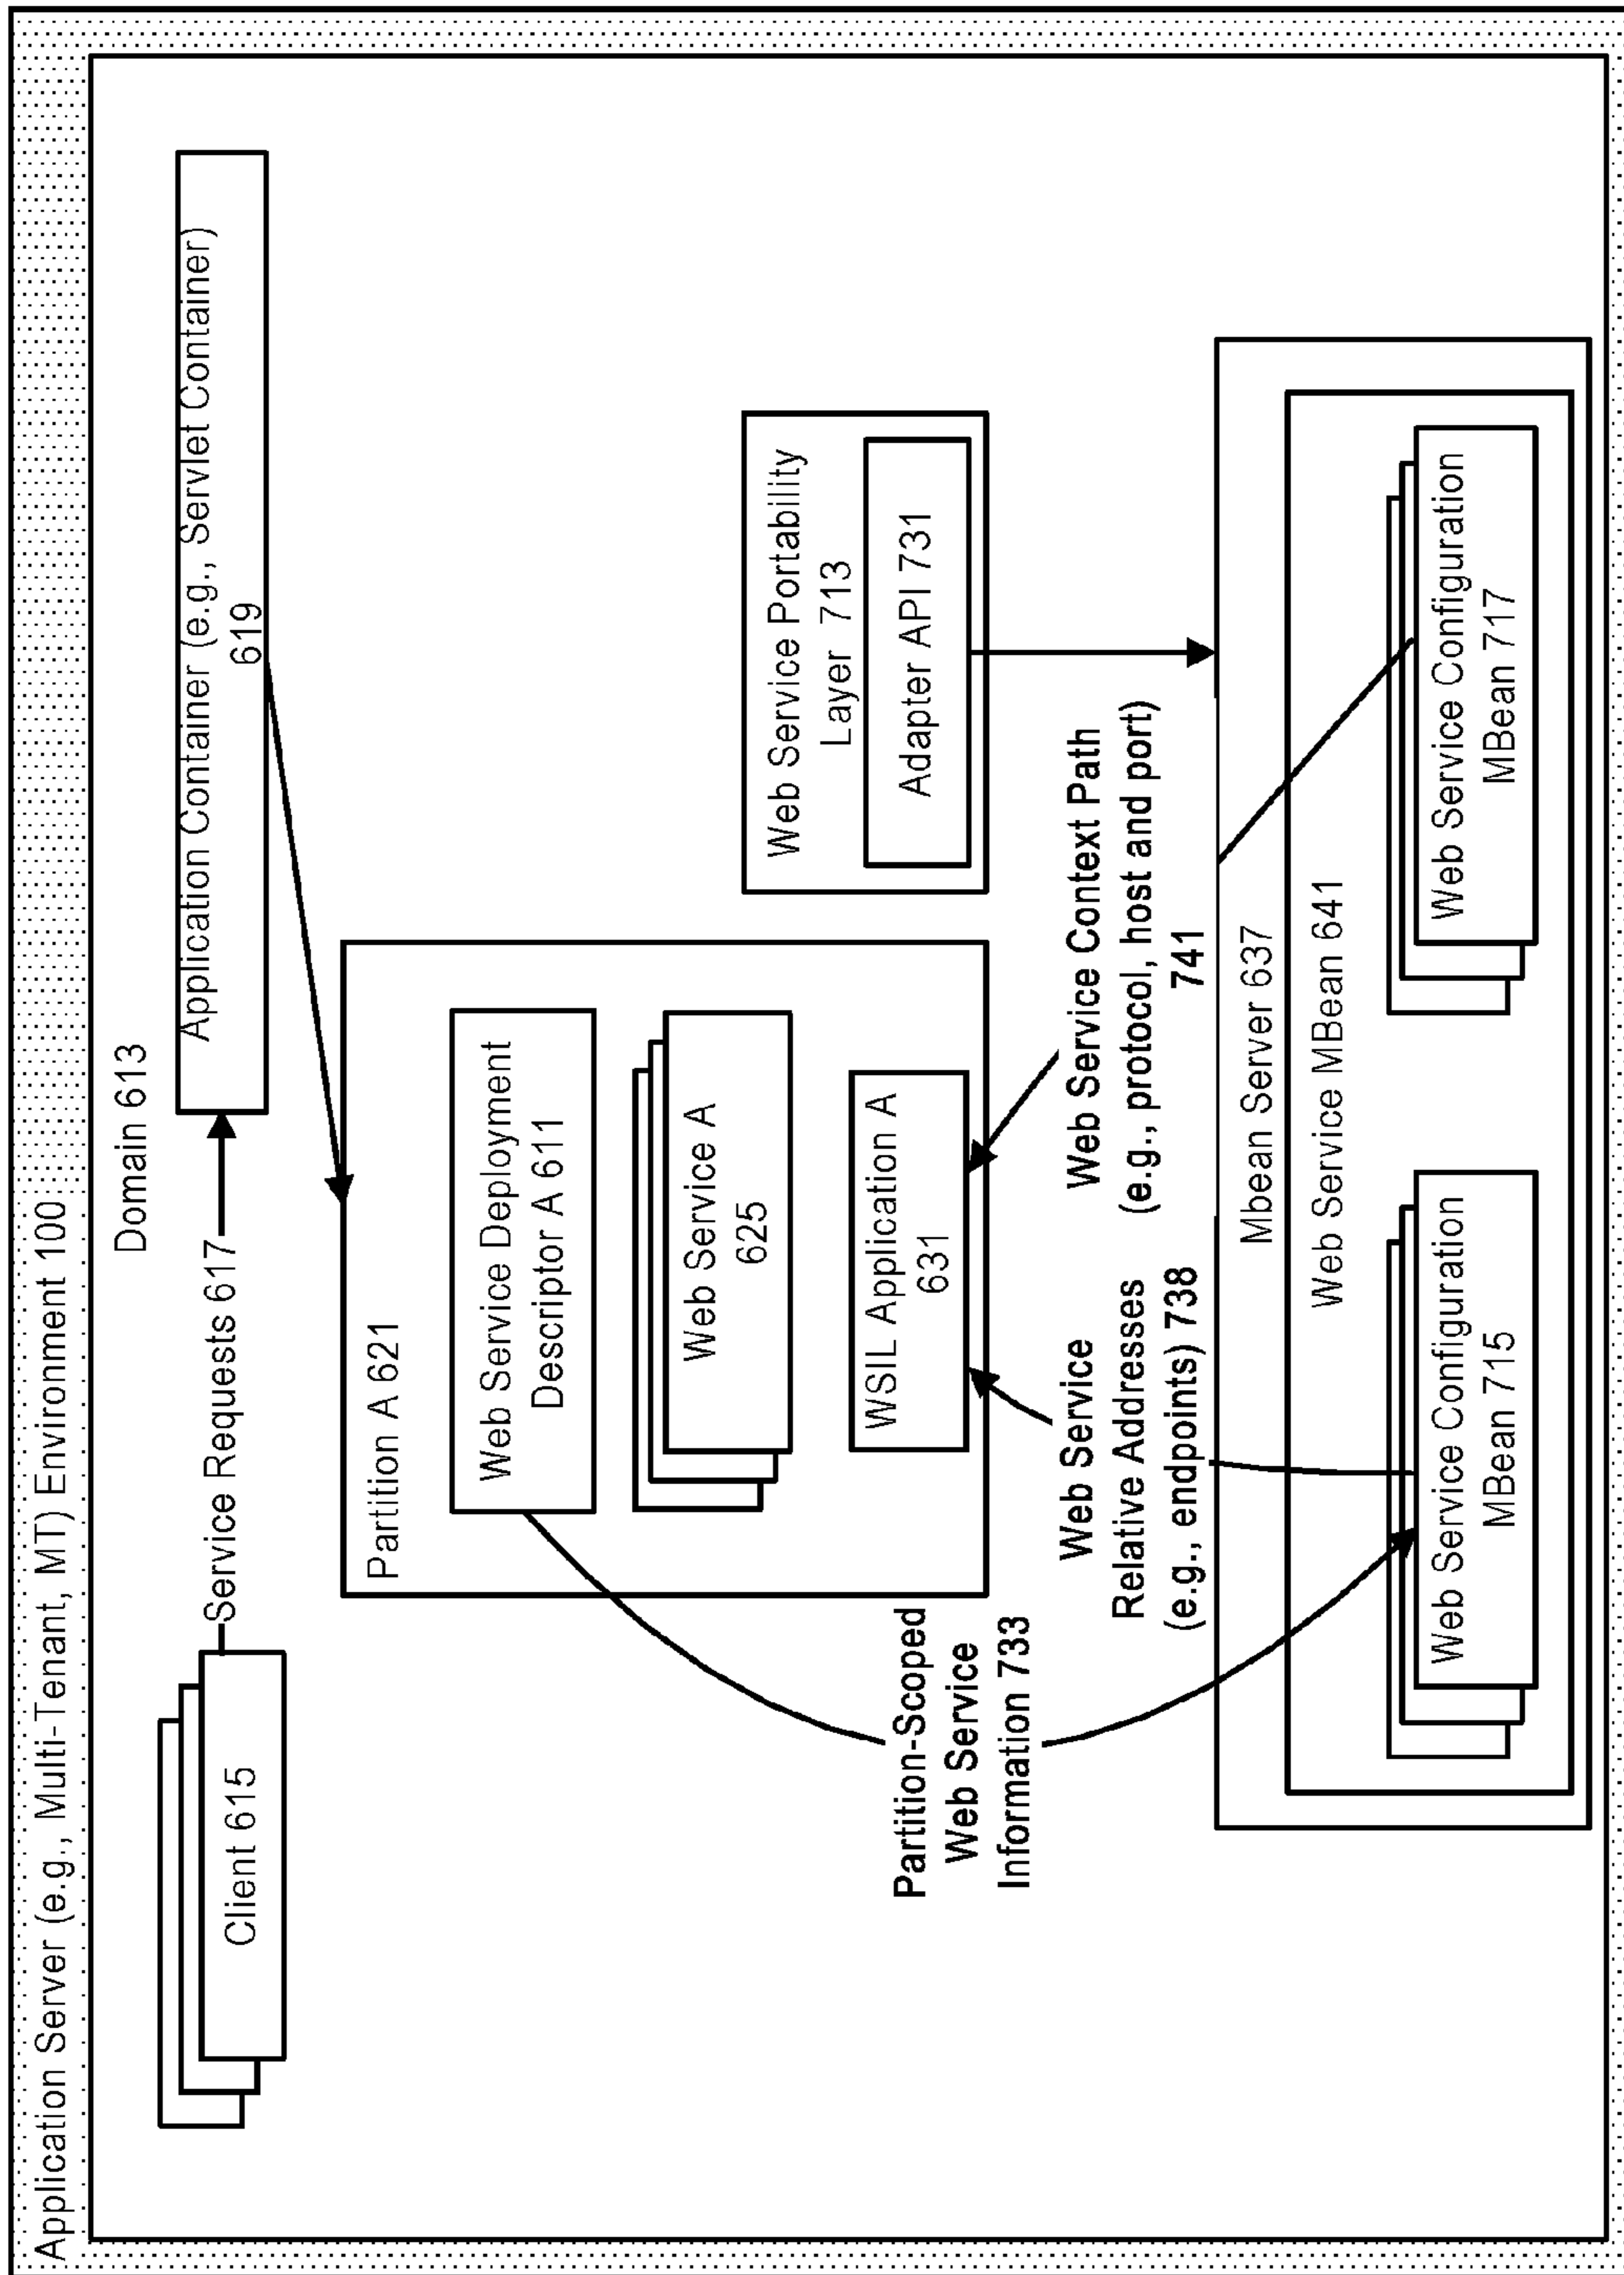 Application Server (e.g., Multi-Tenant, MT) Environment 100
Domain 613
Client 615
Service Requests 617
Application Container (e.g., Servlet Container)
619
Partition A 621
Web Service Deployment
Descriptor A 611
Web Service A
625
WSIL Application A
631
Web Service Portability
Layer 713
Adapter API 731
Partition-Scoped
Web Service
Information 733
Web Service
Relative Addresses
(e.g., endpoints) 738
Web Service Context Path
(e.g., protocol, host and port)
741
Mbean Server 637
Web Service MBean 641
Web Service Configuration
MBean 715
Web Service Configuration
MBean 717